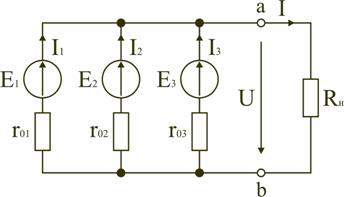 a I
I1 I2 I3
E1 E2 E3 U Rн
r01 r02 r03
b